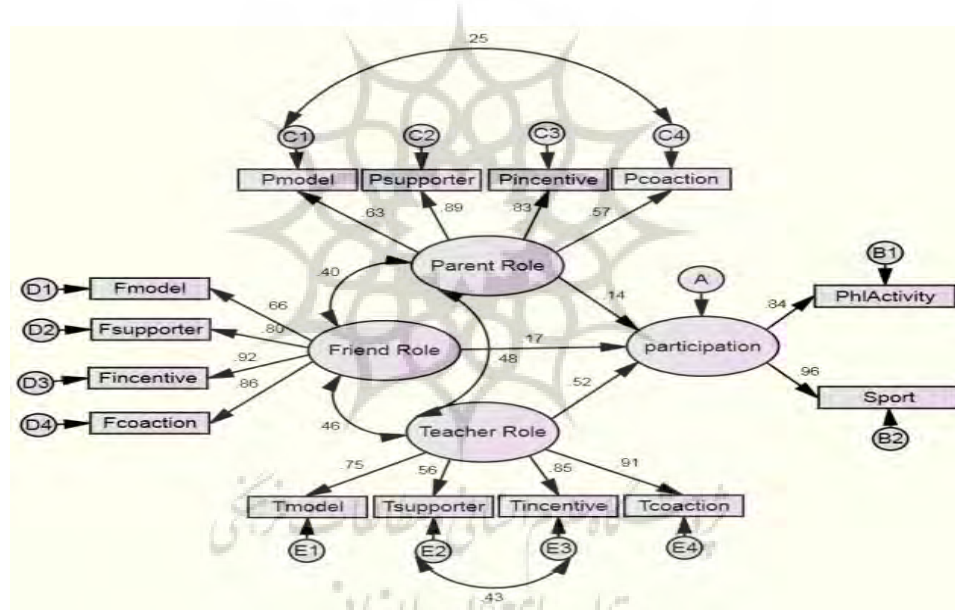 .25
C1 C2 C3 C4
Pmodel Psupporter Pincentive Pcoaction
.63 .89 .83 .57
Parent Role
.40
A
B1
D1 Fmodel
.66
.14
.84
PhlActivity
D2 Fsupporter
.80
.17
Friend Role
participation
D3 Fincentive
.92
.48
D4 Fcoaction
.86
.52
.96
Sport
.46
Teacher Role
B2
.75 .56 .85 .91
Tmodel Tsupporter Tincentive Tcoaction
E1 E2 E3 E4
.43